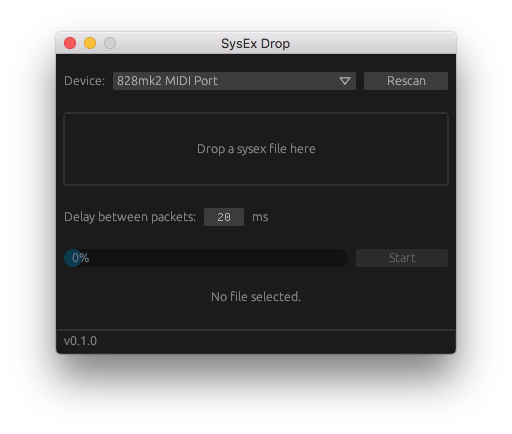 SysEx Drop
Device: 828mk2 MIDI Port Rescan
Drop a sysex file here
Delay between packets: 20 ms
0% Start
No file selected.
v0.1.0